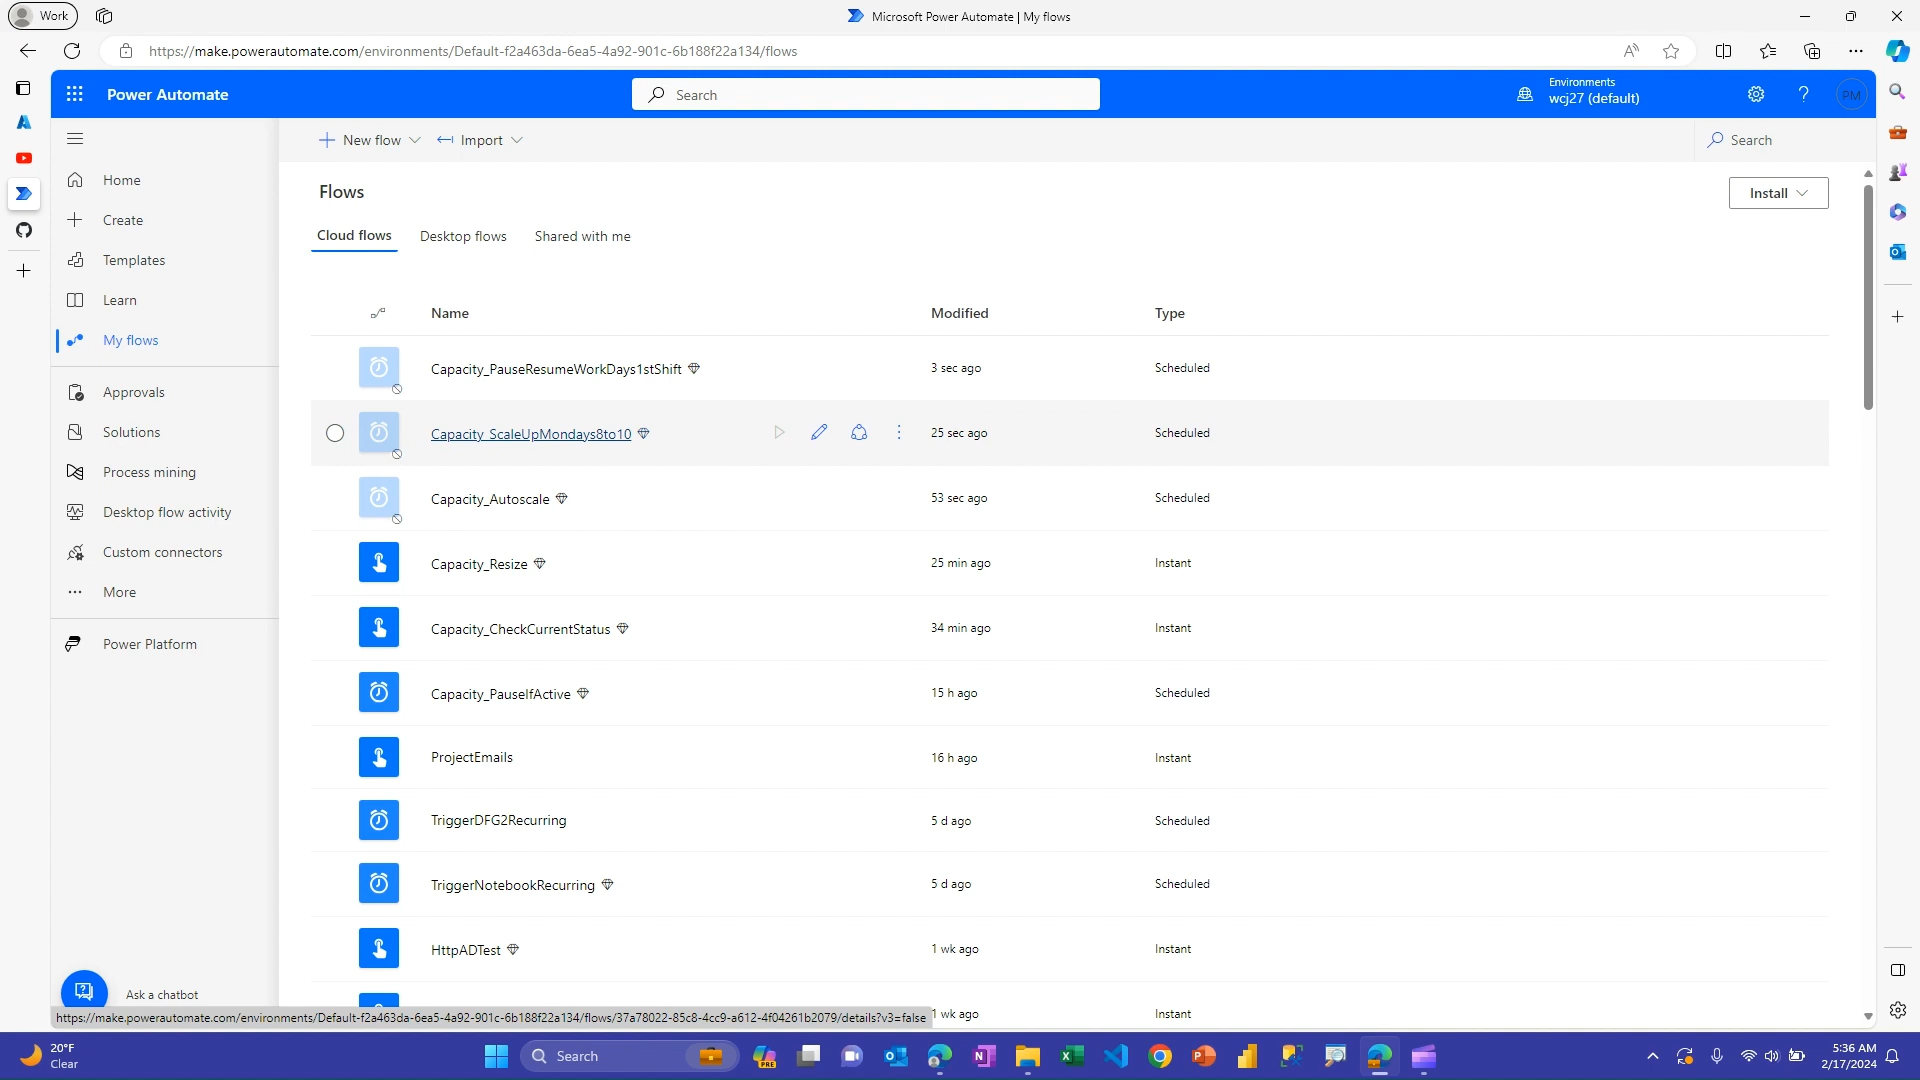 Work
Microsoft Power Automate | My flows
https://make.powerautomate.com/environments/Default-f2a463da-6ea5-4a92-901c-6b188f22a134/flows
Power Automate
Search
Environments
wcj27 (default)
?
PM
New flow
Import
Search
Home
Create
Templates
Learn
My flows
Approvals
Solutions
Process mining
Desktop flow activity
Custom connectors
More
Power Platform
Ask a chatbot
Flows
Install
Cloud flows
Desktop flows
Shared with me
Name Modified Type
Capacity_PauseResumeWorkDays1stShift 3 sec ago Scheduled
Capacity_ScaleUpMondays8to10 25 sec ago Scheduled
Capacity_Autoscale 53 sec ago Scheduled
Capacity_Resize 25 min ago Instant
Capacity_CheckCurrentStatus 34 min ago Instant
Capacity_PauseIfActive 15 h ago Scheduled
ProjectEmails 16 h ago Instant
TriggerDFG2Recurring 5 d ago Scheduled
TriggerNotebookRecurring 5 d ago Scheduled
HttpADTest 1 wk ago Instant
1 wk ago Instant
https://make.powerautomate.com/environments/Default-f2a463da-6ea5-4a92-901c-6b188f22a134/flows/37a78022-85c8-4cc9-a612-4f04261b2079/details?v3=false
20°F
Clear
Search
PRE
5:36 AM
2/17/2024